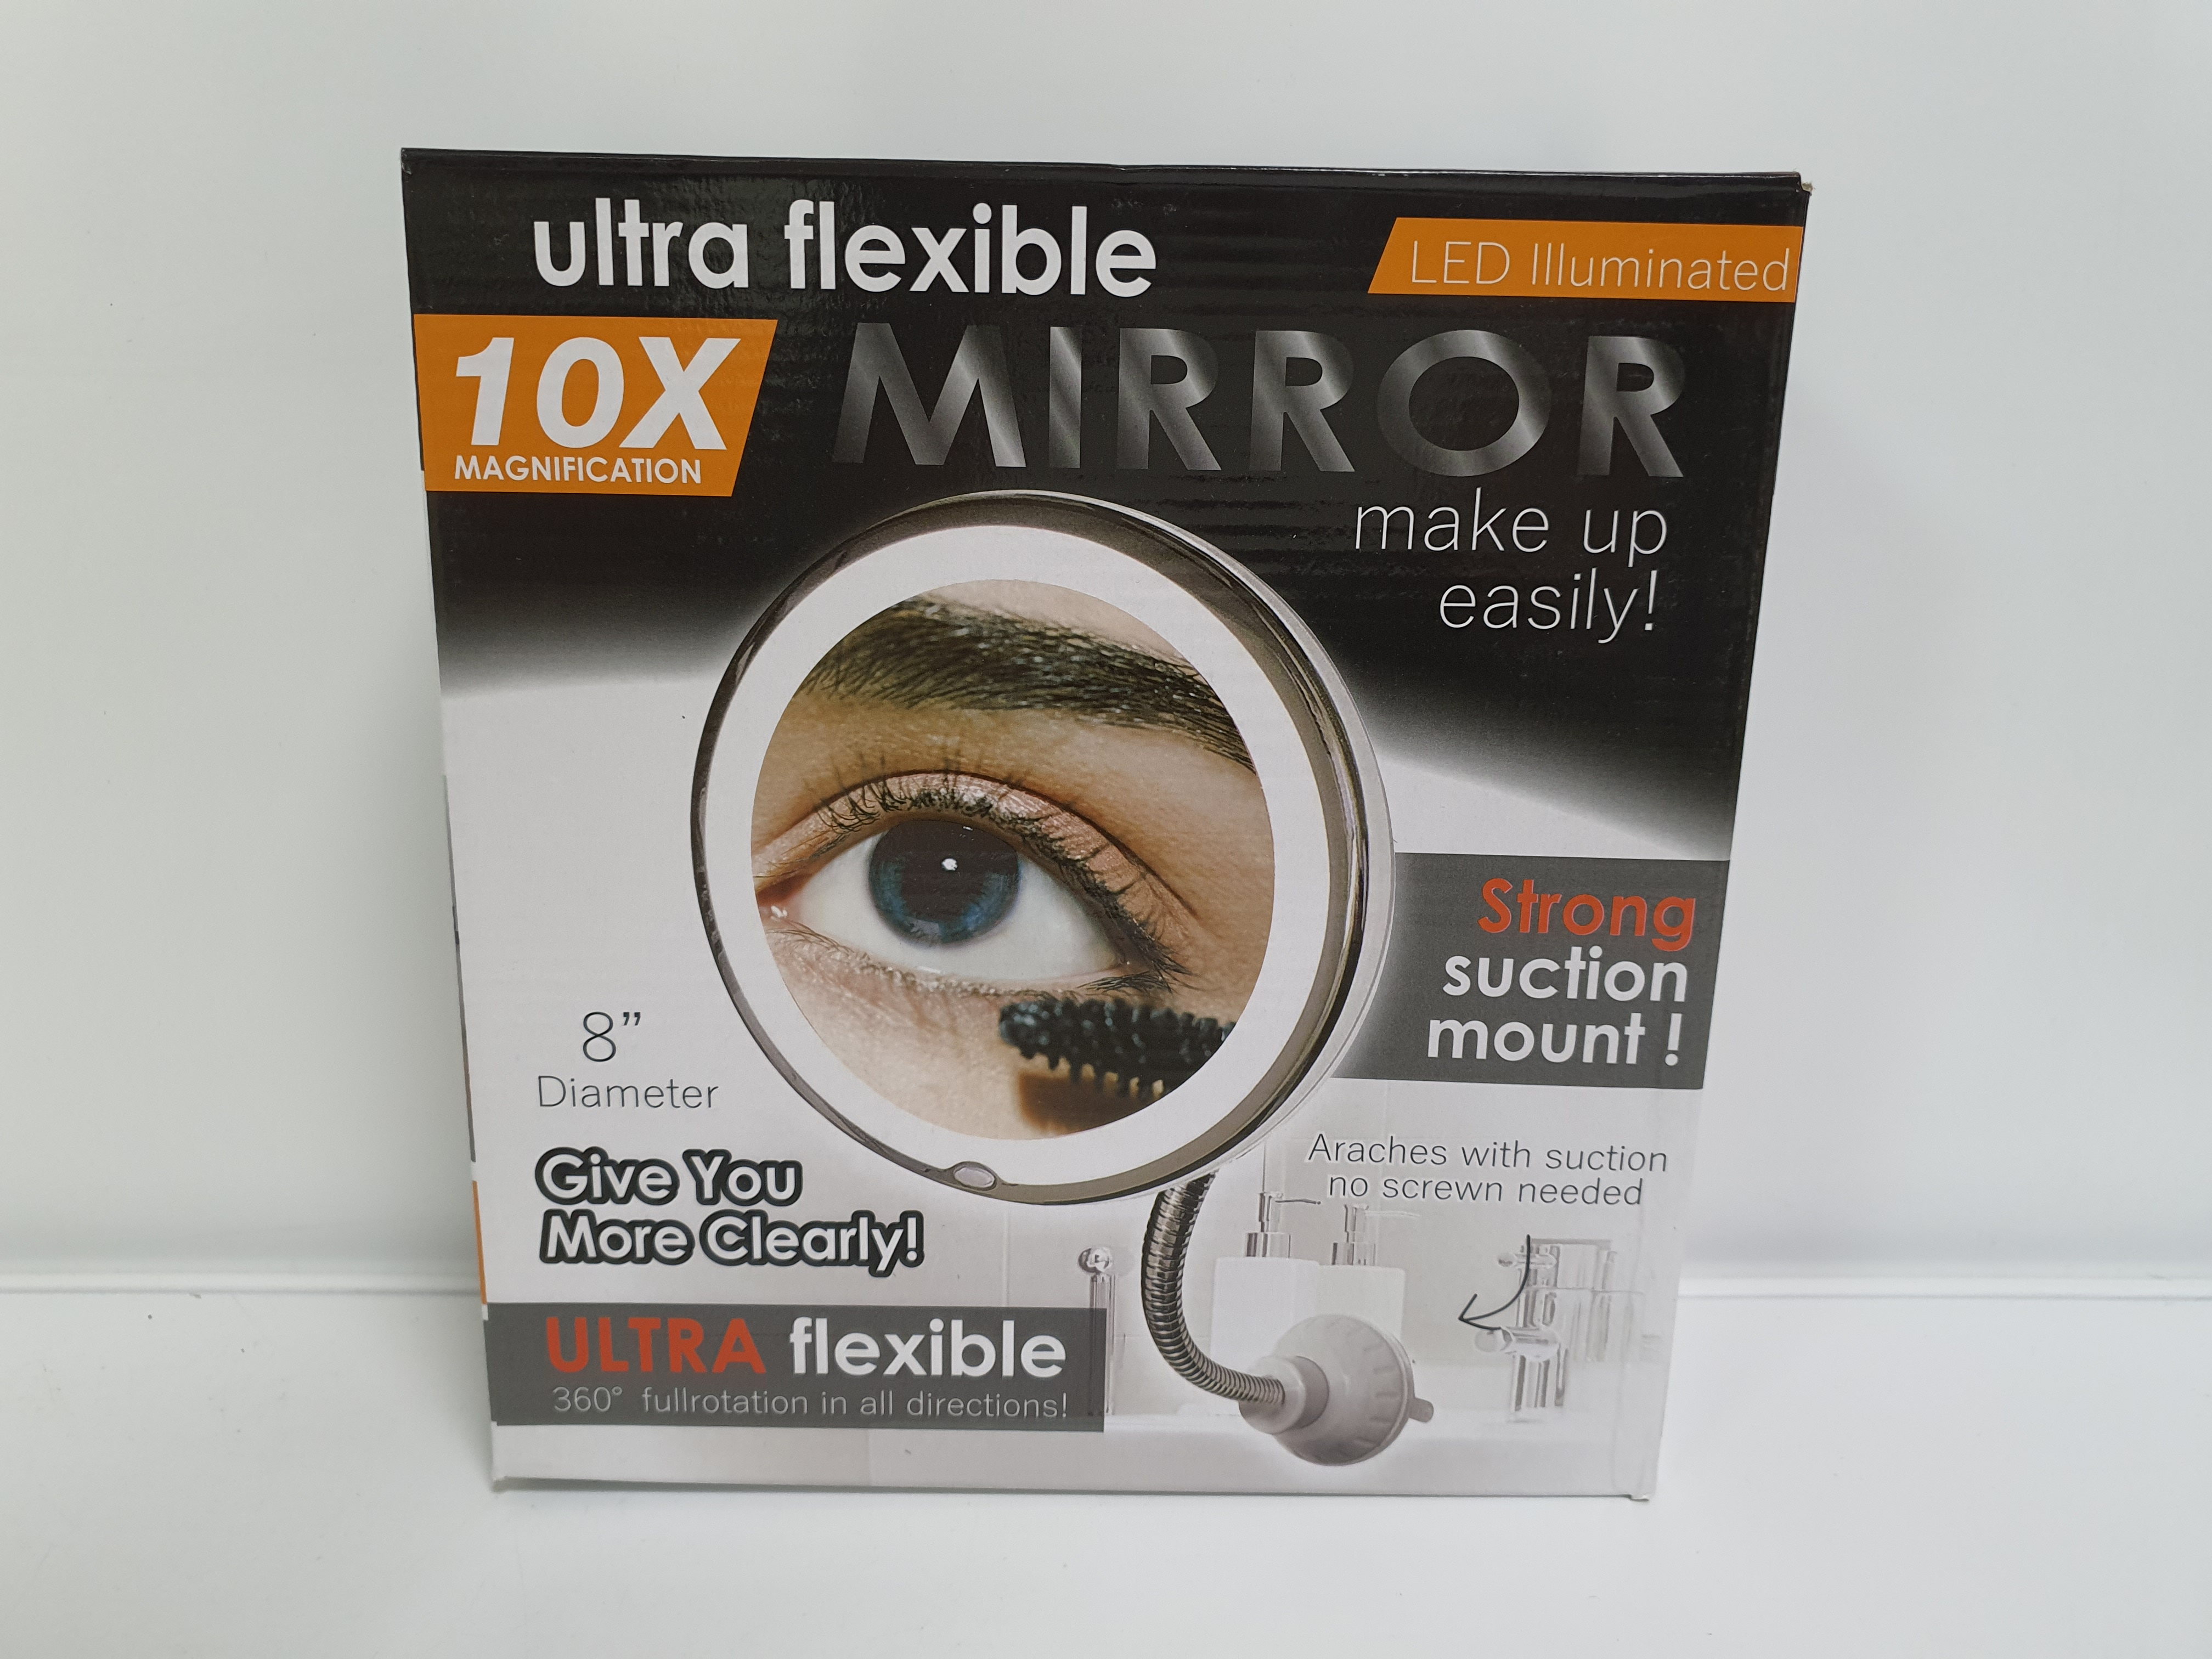 ultra flexible
LED Illuminated
10X
MAGNIFICATION
MIRROR
make up
easily!
Strong
suction
mount !
8”
Diameter
Araches with suction
no screwn needed
Give You
More Clearly!
ULTRA flexible
360° fullrotation in all directions!